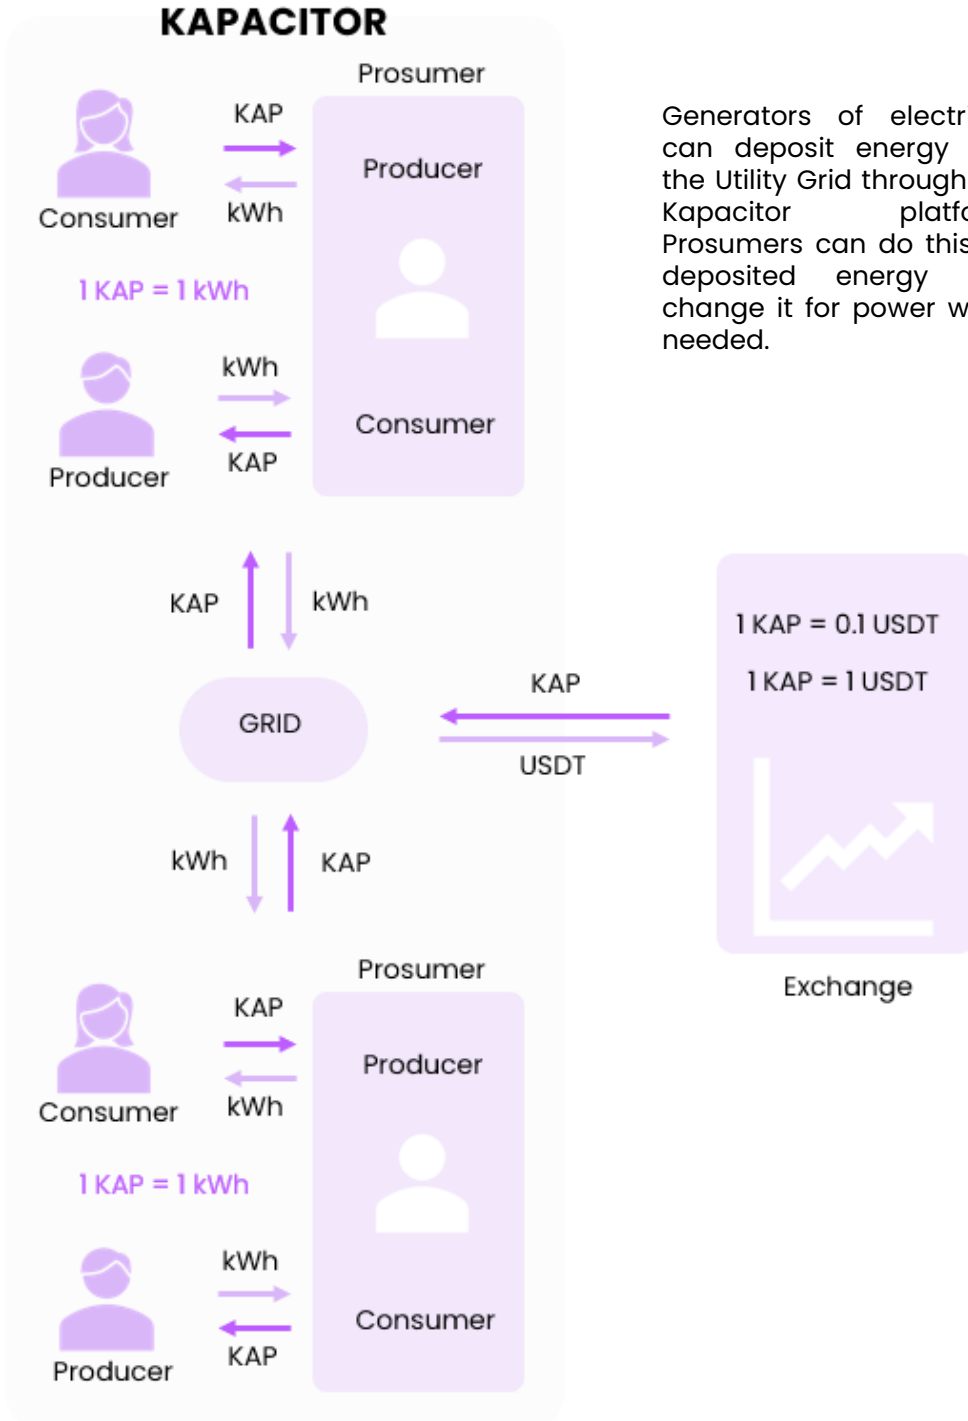 KAPACITOR
Prosumer
KAP
Producer
kWh
Consumer
1 KAP = 1 kWh
kWh
Consumer
KAP
Producer
Generators of electr
can deposit energy
the Utility Grid through
Kapacitor platfo
Prosumers can do this
deposited energy
change it for power w
needed.
KAP
kWh
GRID
KAP
USDT
1 KAP = 0.1 USDT
1 KAP = 1 USDT
Exchange
kWh
KAP
Prosumer
KAP
Producer
kWh
Consumer
1 KAP = 1 kWh
kWh
Consumer
KAP
Producer